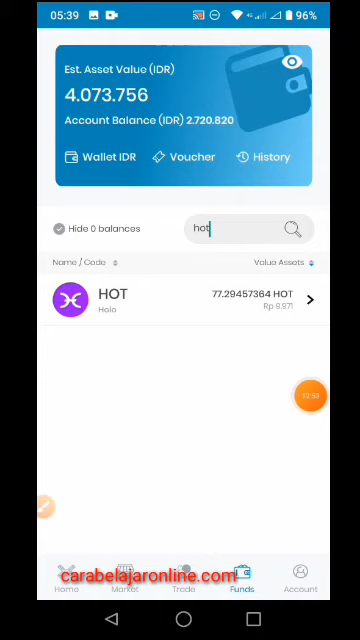 05:39 96%
Est. Asset Value (IDR)
4.073.756
Account Balance (IDR) 2.720.820
Wallet IDR Voucher History
Hide 0 balances hot
Name / Code Value Assets
HOT 77.29457364 HOT
Holo Rp 9.971
carabelajaronline.com
Home Market Trade Funds Account